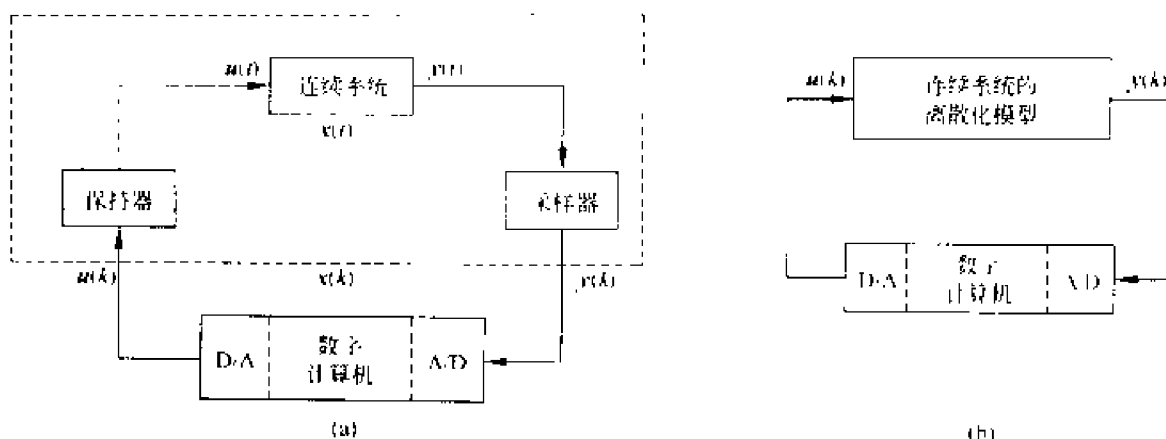 u(t)
连续系统
y(t)
x(t)
保持器
采样器
u(k)
x(k)
y(k)
D/A
数字
计算机
A/D
(a)
u(k)
连续系统的
离散化模型
y(k)
D/A
数字
计算机
A/D
(b)